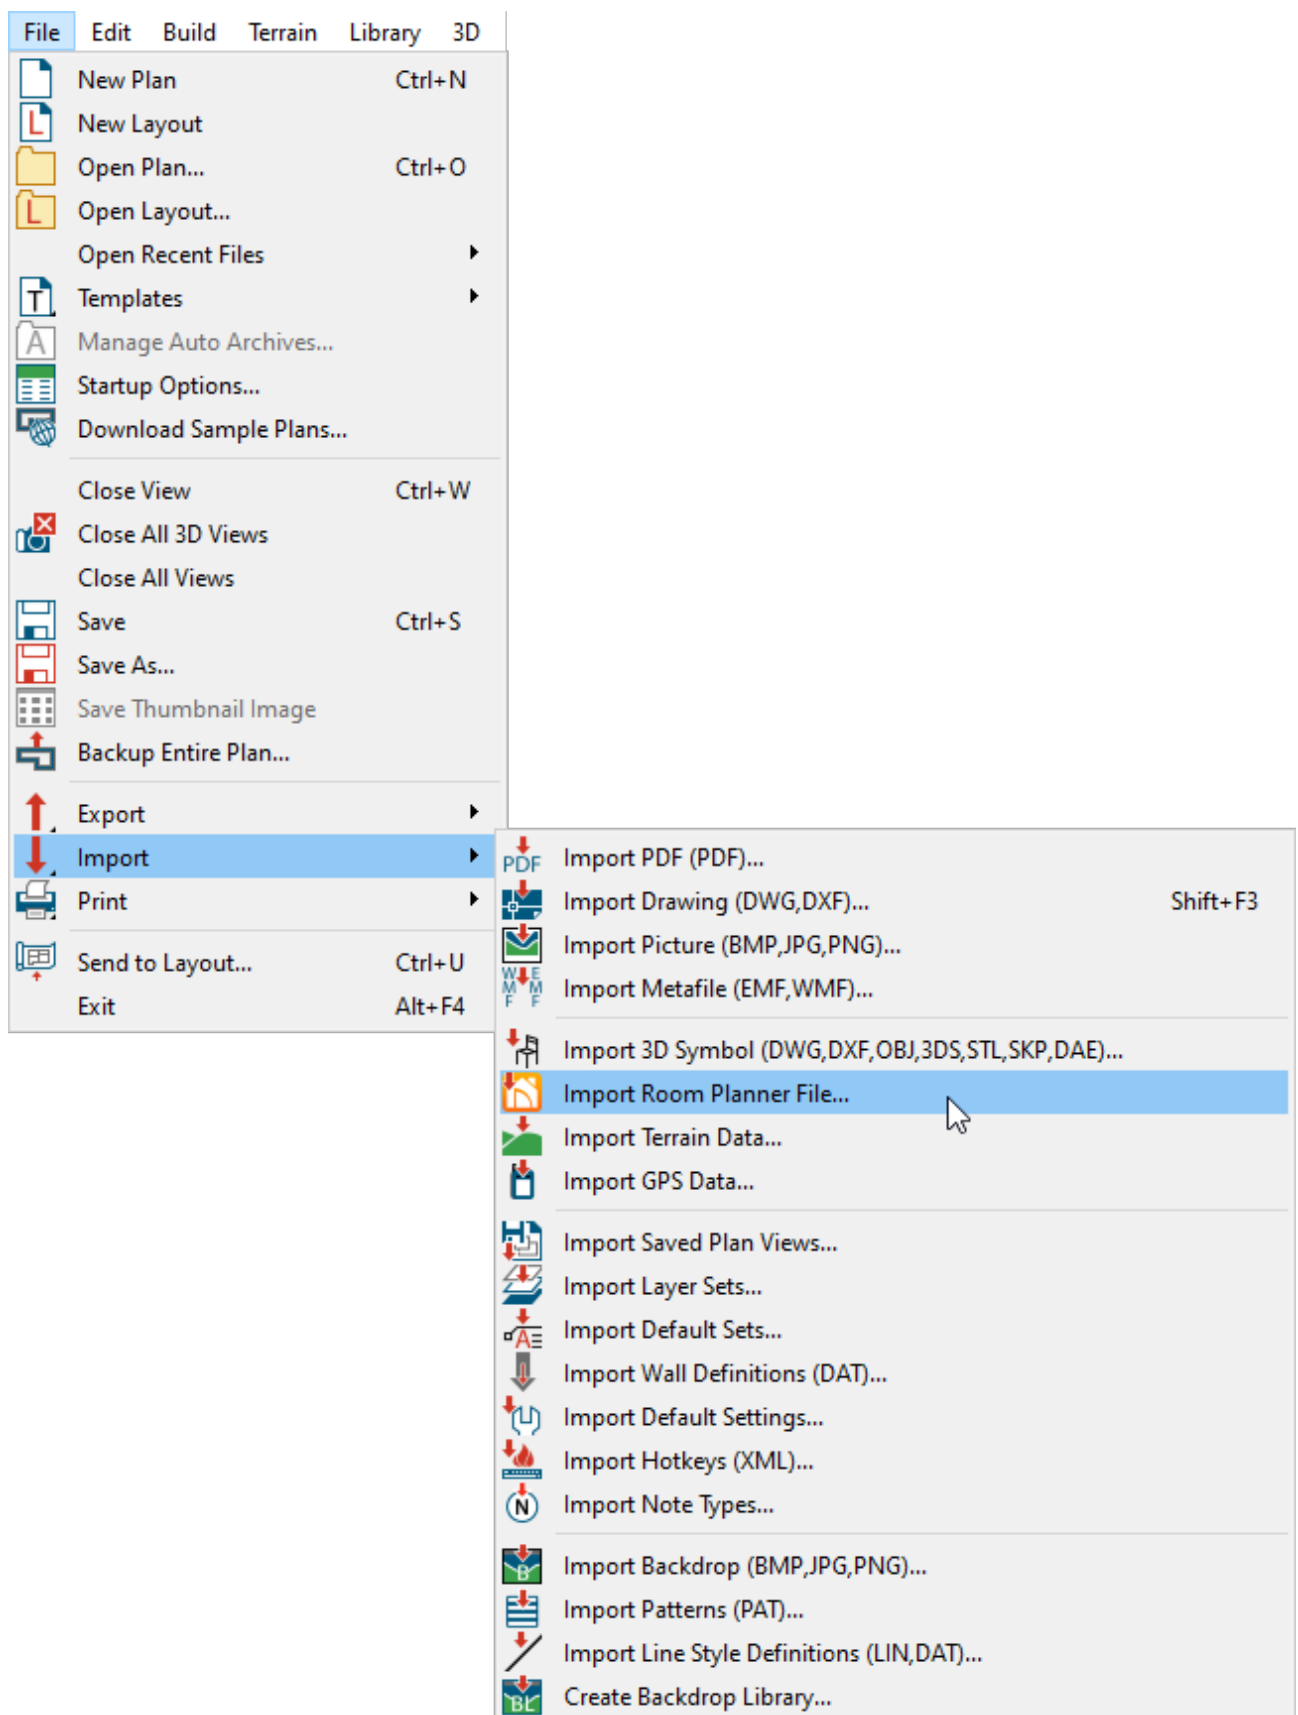 File Edit Build Terrain Library 3D
New Plan Ctrl+N
L New Layout
Open Plan... Ctrl+O
L Open Layout...
Open Recent Files
T Templates
A Manage Auto Archives...
Startup Options...
Download Sample Plans...
Close View Ctrl+W
Close All 3D Views
Close All Views
Save Ctrl+S
Save As...
Save Thumbnail Image
Backup Entire Plan...
Export
Import
Print
Send to Layout... Ctrl+U
Exit Alt+F4
PDF Import PDF (PDF)...
Import Drawing (DWG,DXF)... Shift+F3
Import Picture (BMP,JPG,PNG)...
WMF EMF Import Metafile (EMF,WMF)...
Import 3D Symbol (DWG,DXF,OBJ,3DS,STL,SKP,DAE)...
Import Room Planner File...
Import Terrain Data...
Import GPS Data...
Import Saved Plan Views...
Import Layer Sets...
A Import Default Sets...
Import Wall Definitions (DAT)...
Import Default Settings...
Import Hotkeys (XML)...
N Import Note Types...
B Import Backdrop (BMP,JPG,PNG)...
Import Patterns (PAT)...
Import Line Style Definitions (LIN,DAT)...
BL Create Backdrop Library...